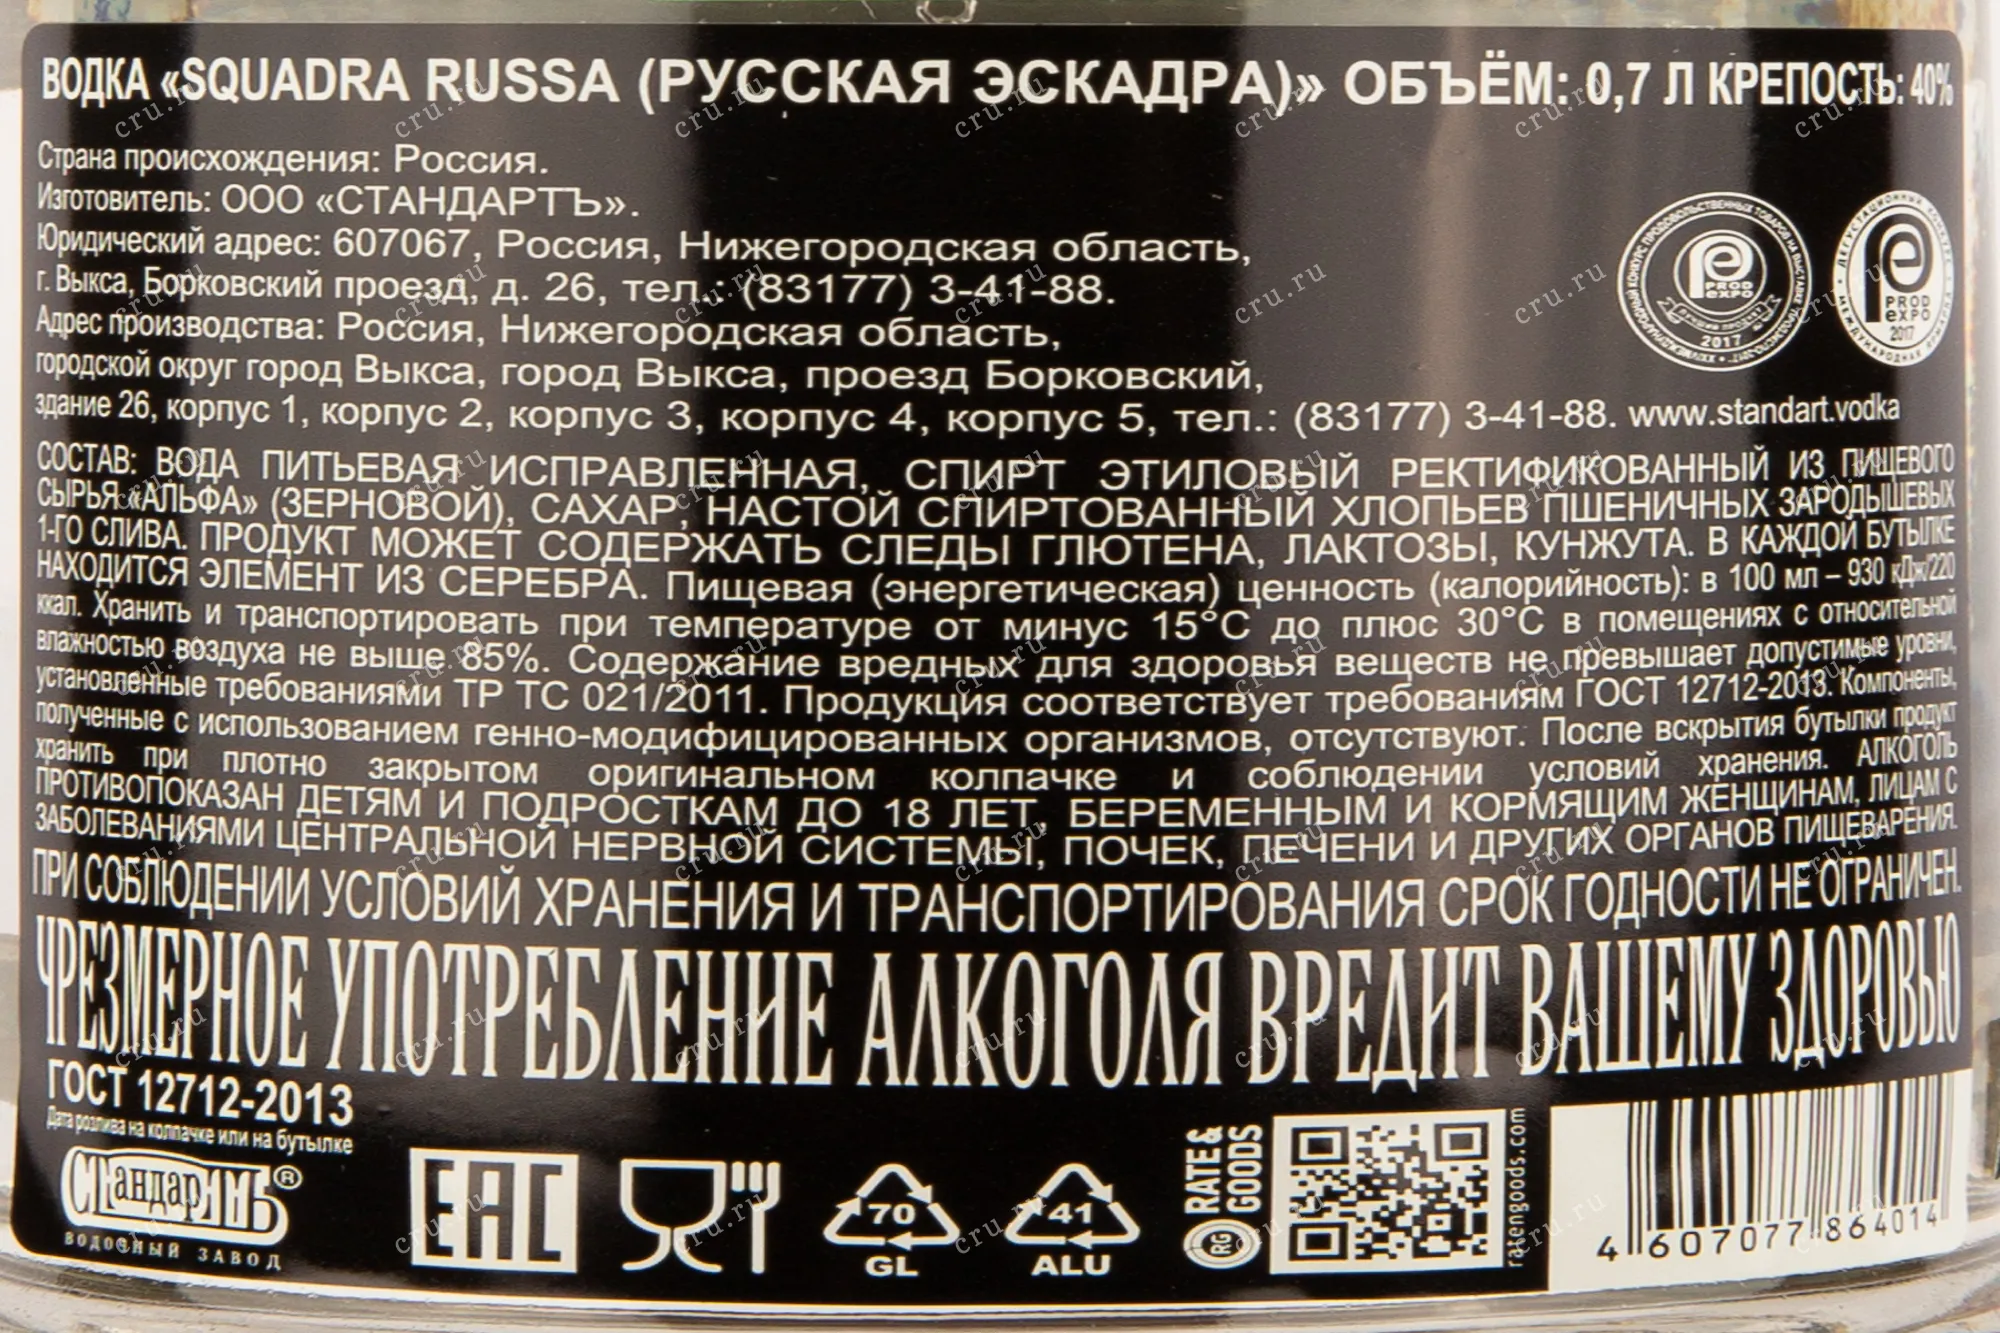 ВОДКА «SQUADRA RUSSA (РУССКАЯ ЭСКАДРА)» ОБЪЁМ: 0,7 Л КРЕПОСТЬ: 40%
Страна происхождения: Россия.
Изготовитель: ООО «СТАНДАРТЪ».
Юридический адрес: 607067, Россия, Нижегородская область,
г. Выкса, Борковский проезд, д. 26, тел.: (83177) 3-41-88.
Адрес производства: Россия, Нижегородская область,
городской округ город Выкса, город Выкса, проезд Борковский,
здание 26, корпус 1, корпус 2, корпус 3, корпус 4, корпус 5, тел.: (83177) 3-41-88. www.standart.vodka
PROD
EXPO
ЛУЧШИЙ ПРОДУКТ
2017
PROD
EXPO
2017
СОСТАВ: ВОДА ПИТЬЕВАЯ ИСПРАВЛЕННАЯ, СПИРТ ЭТИЛОВЫЙ РЕКТИФИКОВАННЫЙ ИЗ ПИЩЕВОГО
СЫРЬЯ «АЛЬФА» (ЗЕРНОВОЙ), САХАР, НАСТОЙ СПИРТОВАННЫЙ ХЛОПЬЕВ ПШЕНИЧНЫХ ЗАРОДЫШЕВЫХ
1-ГО СЛИВА. ПРОДУКТ МОЖЕТ СОДЕРЖАТЬ СЛЕДЫ ГЛЮТЕНА, ЛАКТОЗЫ, КУНЖУТА. В КАЖДОЙ БУТЫЛКЕ
НАХОДИТСЯ ЭЛЕМЕНТ ИЗ СЕРЕБРА. Пищевая (энергетическая) ценность (калорийность): в 100 мл – 930 кДж/220
ккал. Хранить и транспортировать при температуре от минус 15°С до плюс 30°С в помещениях с относительной
влажностью воздуха не выше 85%. Содержание вредных для здоровья веществ не превышает допустимые уровни,
установленные требованиями ТР ТС 021/2011. Продукция соответствует требованиям ГОСТ 12712-2013. Компоненты,
полученные с использованием генно-модифицированных организмов, отсутствуют. После вскрытия бутылки продукт
хранить при плотно закрытом оригинальном колпачке и соблюдении условий хранения. АЛКОГОЛЬ
ПРОТИВОПОКАЗАН ДЕТЯМ И ПОДРОСТКАМ ДО 18 ЛЕТ, БЕРЕМЕННЫМ И КОРМЯЩИМ ЖЕНЩИНАМ, ЛИЦАМ С
ЗАБОЛЕВАНИЯМИ ЦЕНТРАЛЬНОЙ НЕРВНОЙ СИСТЕМЫ, ПОЧЕК, ПЕЧЕНИ И ДРУГИХ ОРГАНОВ ПИЩЕВАРЕНИЯ.
ПРИ СОБЛЮДЕНИИ УСЛОВИЙ ХРАНЕНИЯ И ТРАНСПОРТИРОВАНИЯ СРОК ГОДНОСТИ НЕ ОГРАНИЧЕН.
ЧРЕЗМЕРНОЕ УПОТРЕБЛЕНИЕ АЛКОГОЛЯ ВРЕДИТ ВАШЕМУ ЗДОРОВЬЮ
ГОСТ 12712-2013
Дата розлива на колпачке или на бутылке
СТАНДАРТЪ®
ВОДОЧНЫЙ ЗАВОД
EAC
70
GL
41
ALU
RATE &
GOODS
RG
ratengoods.com
4 607077 864014
cru.ru